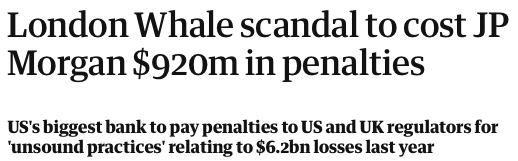 London Whale scandal to cost JP
Morgan $920m in penalties
US's biggest bank to pay penalties to US and UK regulators for
'unsound practices' relating to $6.2bn losses last year